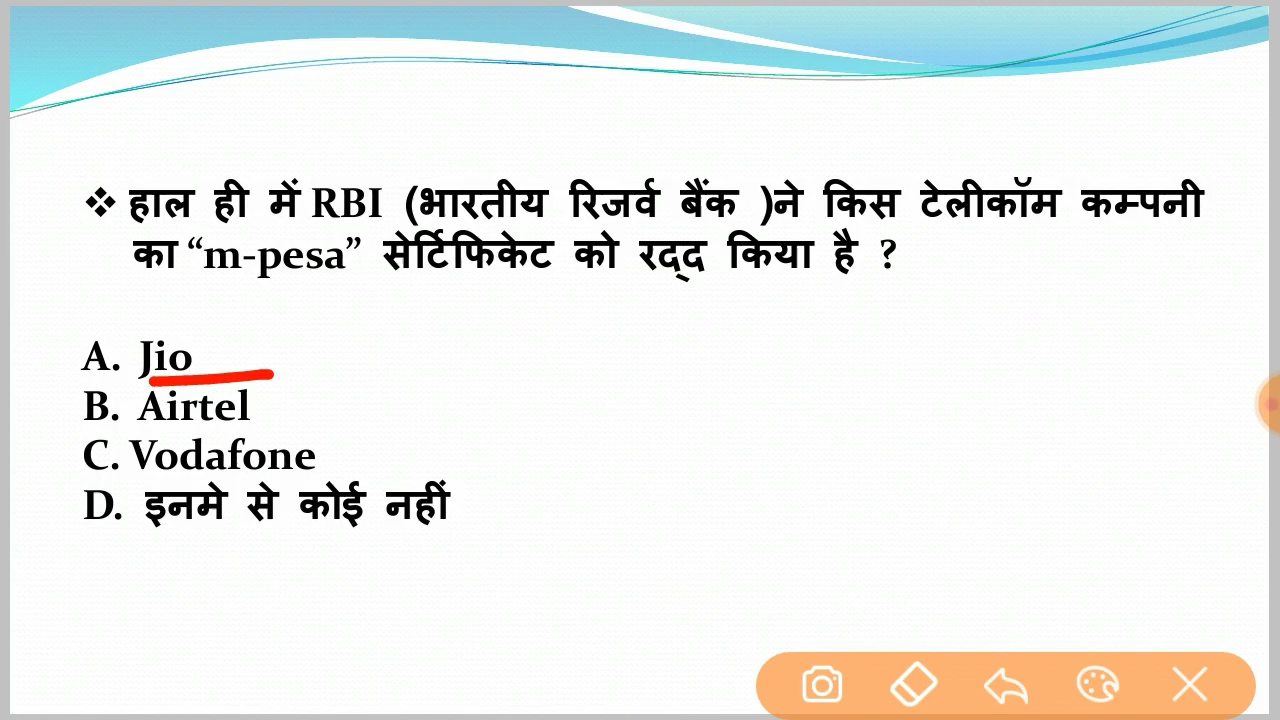 ❖ हाल ही में RBI (भारतीय रिजर्व बैंक )ने किस टेलीकॉम कम्पनी
का “m-pesa” सेर्टिफिकेट को रद्द किया है ?
A. Jio
B. Airtel
C. Vodafone
D. इनमे से कोई नहीं